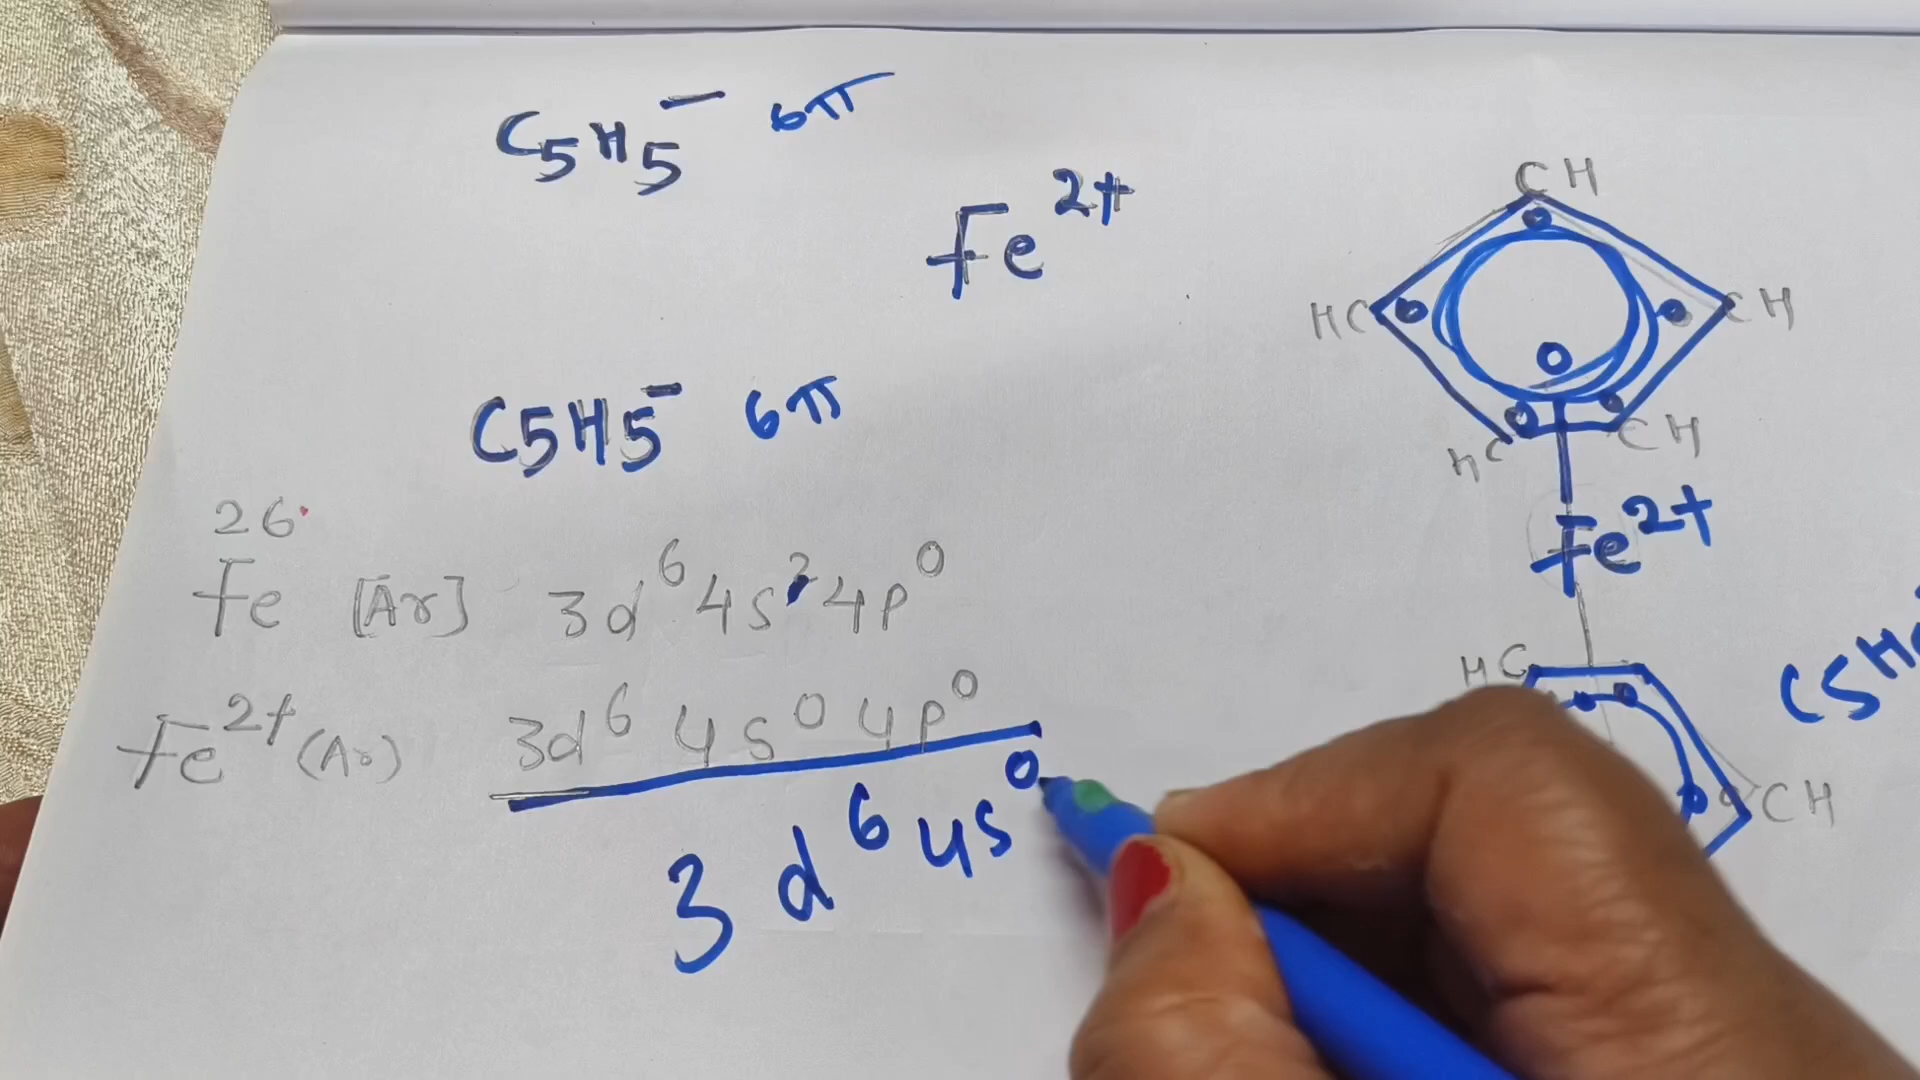 C5H5⁻ 6π
Fe²⁺
C5H5⁻ 6π
26
Fe [Ar] 3d⁶ 4s² 4p⁰
Fe²⁺ (Ar) 3d⁶ 4s⁰ 4p⁰
3d⁶ 4s⁰
CH
HC CH
HC CH
Fe²⁺
HC
C5H
CH